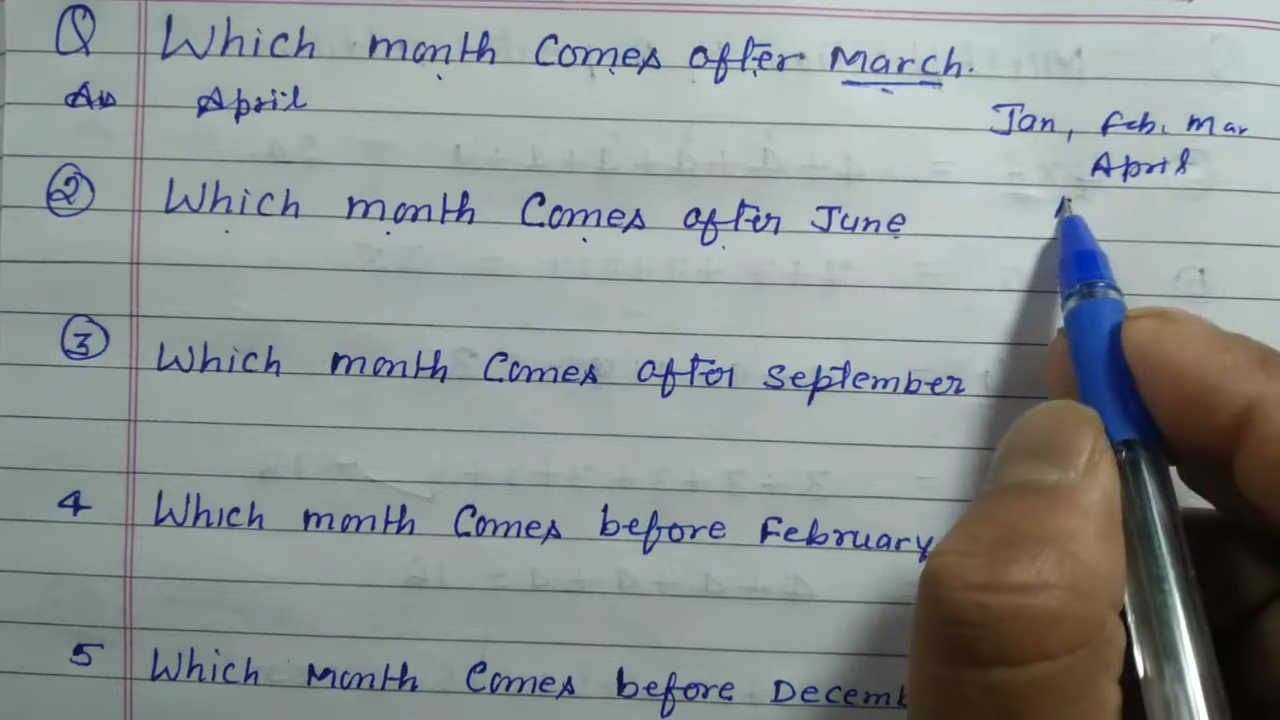 Q Which month Comes after March.
Ans April
Jan, Feb. Mar
April
2 Which month Comes after June
3 Which month Comes after September
4 Which month Comes before February
5 Which Month Comes before Decemb